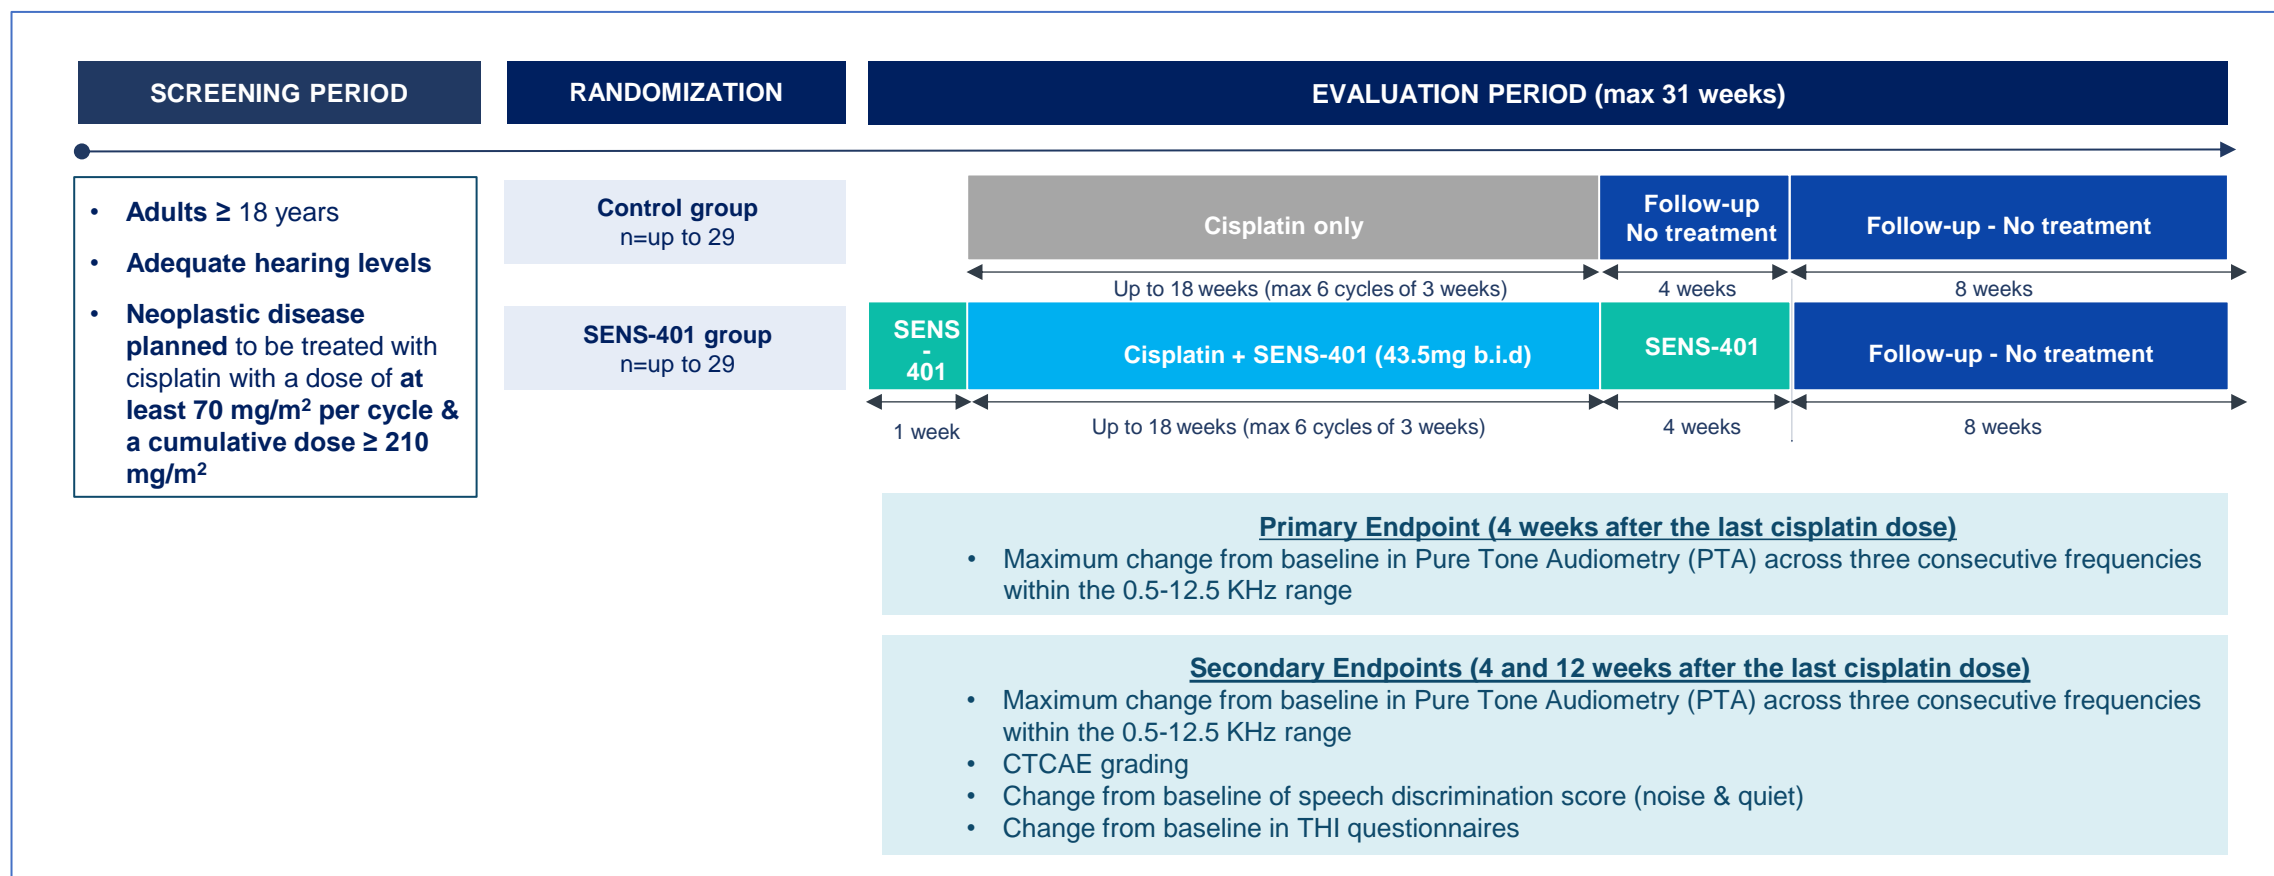 SCREENING PERIOD
RANDOMIZATION
EVALUATION PERIOD (max 31 weeks)
• Adults ≥ 18 years
• Adequate hearing levels
• Neoplastic disease
planned to be treated with
cisplatin with a dose of at
least 70 mg/m² per cycle &
a cumulative dose ≥ 210
mg/m²
Control group
n=up to 29
Cisplatin only
Follow-up
No treatment
Follow-up - No treatment
Up to 18 weeks (max 6 cycles of 3 weeks)
4 weeks
8 weeks
SENS-401 group
n=up to 29
SENS
-
401
Cisplatin + SENS-401 (43.5mg b.i.d)
SENS-401
Follow-up - No treatment
1 week
Up to 18 weeks (max 6 cycles of 3 weeks)
4 weeks
8 weeks
Primary Endpoint (4 weeks after the last cisplatin dose)
• Maximum change from baseline in Pure Tone Audiometry (PTA) across three consecutive frequencies
within the 0.5-12.5 KHz range
Secondary Endpoints (4 and 12 weeks after the last cisplatin dose)
• Maximum change from baseline in Pure Tone Audiometry (PTA) across three consecutive frequencies
within the 0.5-12.5 KHz range
• CTCAE grading
• Change from baseline of speech discrimination score (noise & quiet)
• Change from baseline in THI questionnaires